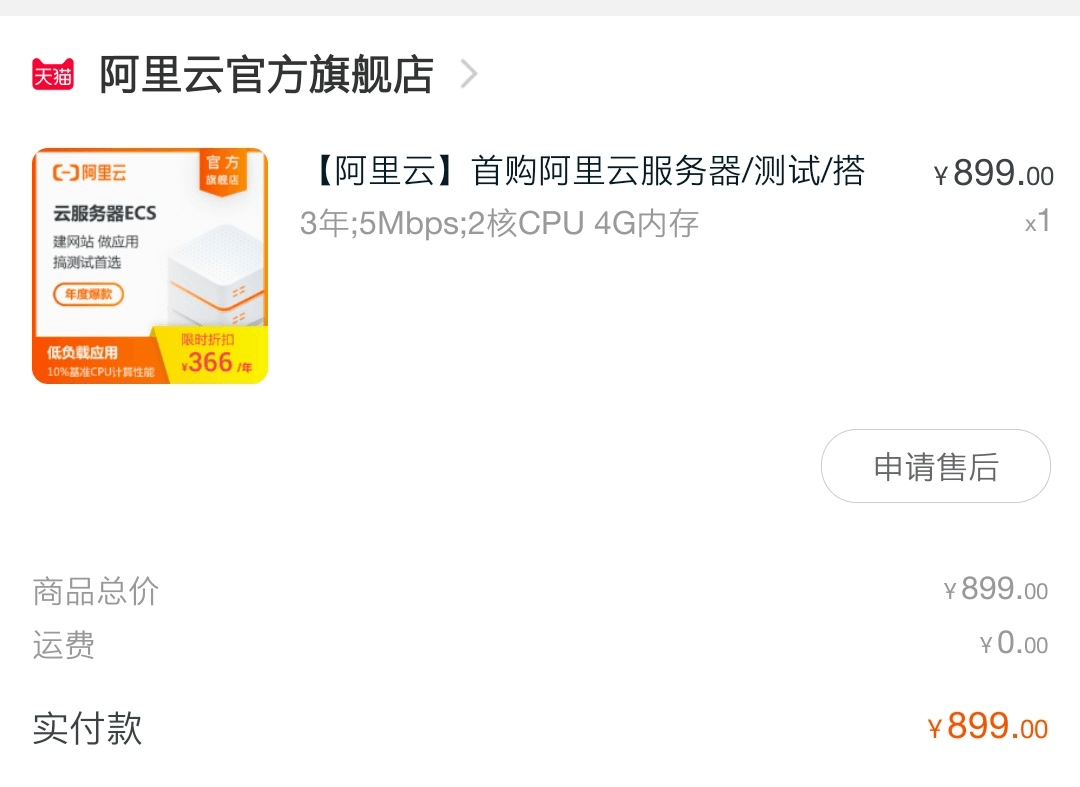 天猫 阿里云官方旗舰店
阿里云
官方
旗舰店
云服务器ECS
建网站 做应用
搞测试首选
年度爆款
低负载应用
10%基准CPU计算性能
限时折扣
¥366/年
【阿里云】首购阿里云服务器/测试/搭
¥899.00
3年;5Mbps;2核CPU 4G内存
x1
申请售后
商品总价 ¥899.00
运费 ¥0.00
实付款 ¥899.00